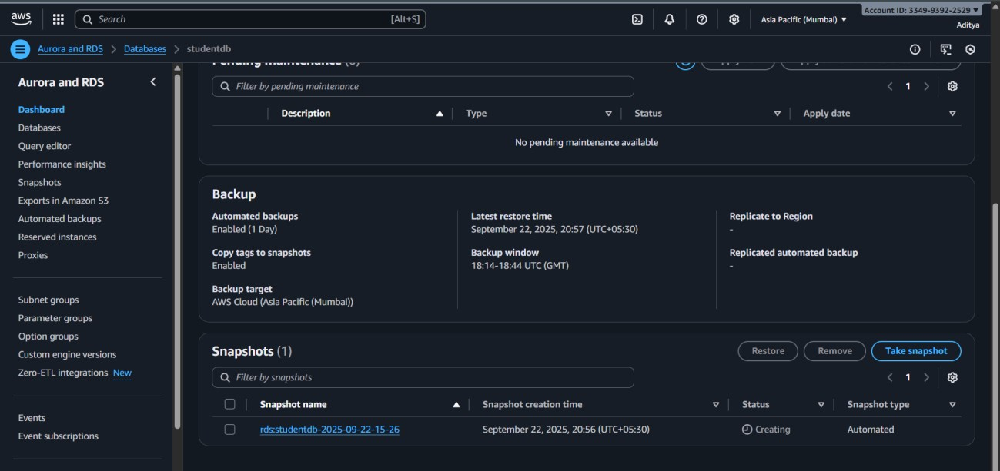 aws
Search [Alt+S]
Asia Pacific (Mumbai)
Account ID: 3349-9392-2529
Aditya
Aurora and RDS > Databases > studentdb
Aurora and RDS
Dashboard
Databases
Query editor
Performance insights
Snapshots
Exports in Amazon S3
Automated backups
Reserved instances
Proxies
Subnet groups
Parameter groups
Option groups
Custom engine versions
Zero-ETL integrations New
Events
Event subscriptions
Pending maintenance (0)
Filter by pending maintenance
1
Description Type Status Apply date
No pending maintenance available
Backup
Automated backups
Enabled (1 Day)
Copy tags to snapshots
Enabled
Backup target
AWS Cloud (Asia Pacific (Mumbai))
Latest restore time
September 22, 2025, 20:57 (UTC+05:30)
Backup window
18:14-18:44 UTC (GMT)
Replicate to Region
-
Replicated automated backup
-
Snapshots (1)
Restore Remove Take snapshot
Filter by snapshots
1
Snapshot name Snapshot creation time Status Snapshot type
rds:studentdb-2025-09-22-15-26 September 22, 2025, 20:56 (UTC+05:30) Creating Automated